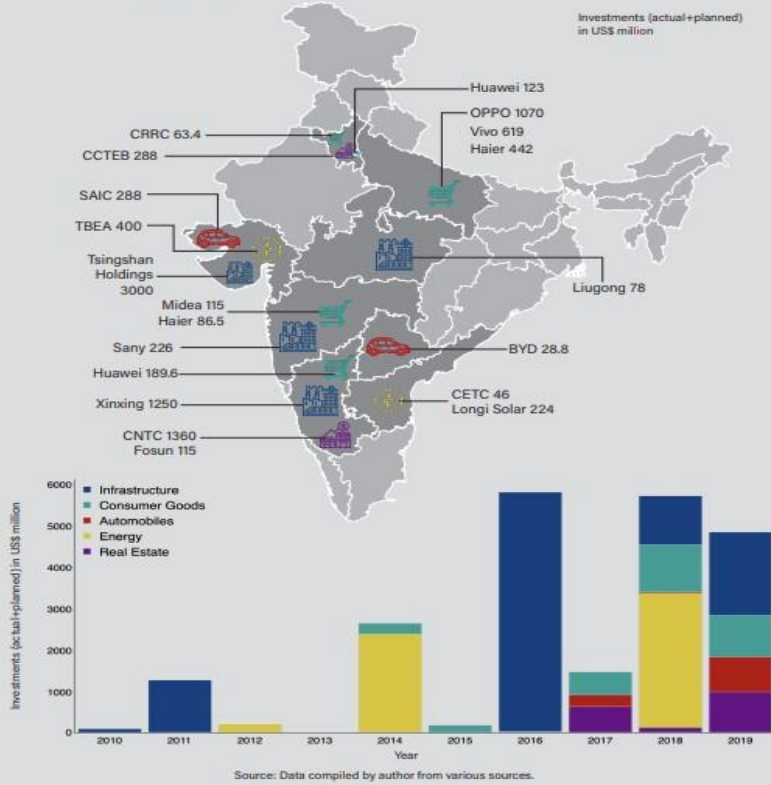 Investments (actual+planned)
in US$ million
Huawei 123
OPPO 1070
Vivo 619
Haier 442
CRRC 63.4
CCTEB 288
SAIC 288
TBEA 400
Tsingshan
Holdings
3000
Liugong 78
Midea 115
Haier 86.5
Sany 226
BYD 28.8
Huawei 189.6
Xinxing 1250
CETC 46
Longi Solar 224
CNTC 1360
Fosun 115
Investments (actual+planned) in US$ million
6000
5000
4000
3000
2000
1000
0
Infrastructure
Consumer Goods
Automobiles
Energy
Real Estate
2010 2011 2012 2013 2014 2015 2016 2017 2018 2019
Year
Source: Data compiled by author from various sources.